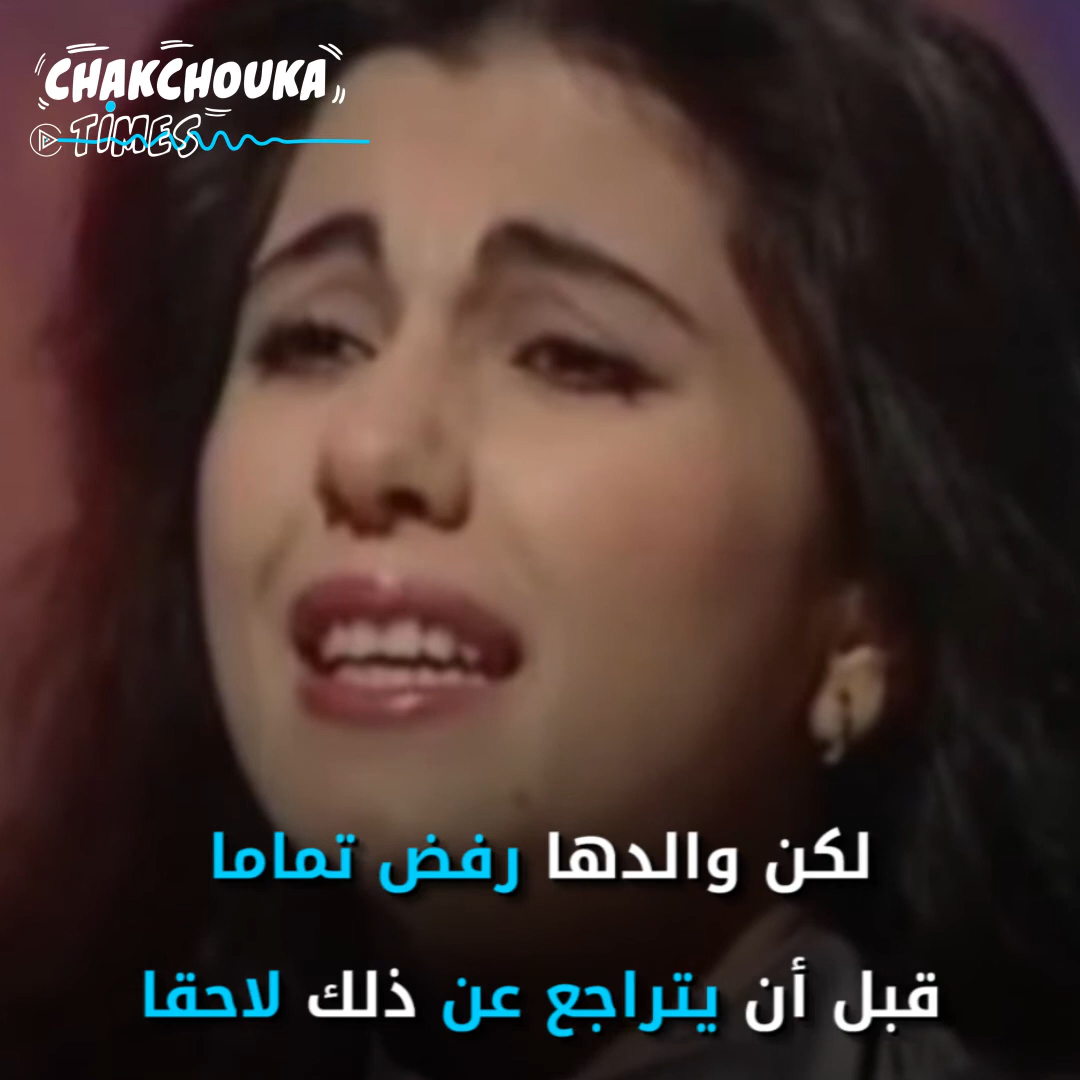 CHAKCHOUKA
TIMES
لكن والدها رفض تماما
قبل أن يتراجع عن ذلك لاحقا